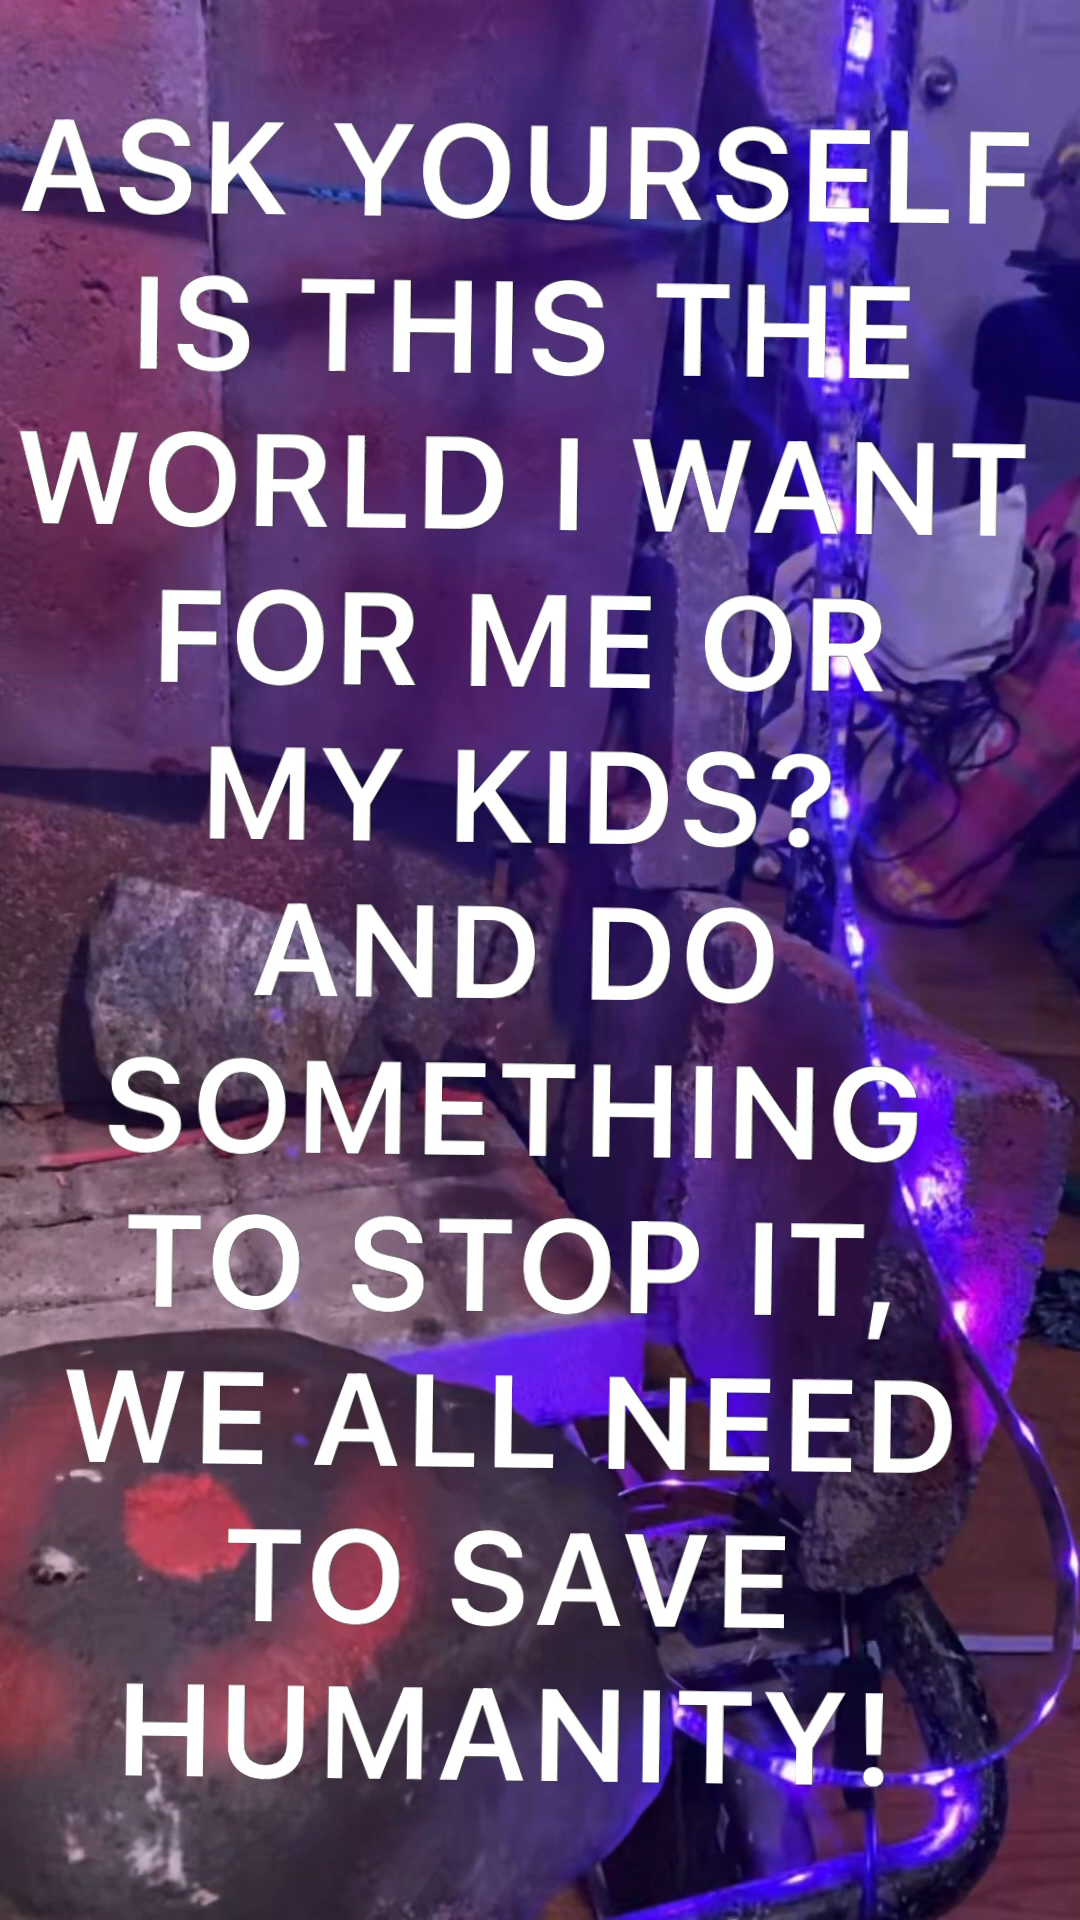 ASK YOURSELF
IS THIS THE
WORLD I WANT
FOR ME OR
MY KIDS?
AND DO
SOMETHING
TO STOP IT,
WE ALL NEED
TO SAVE
HUMANITY!